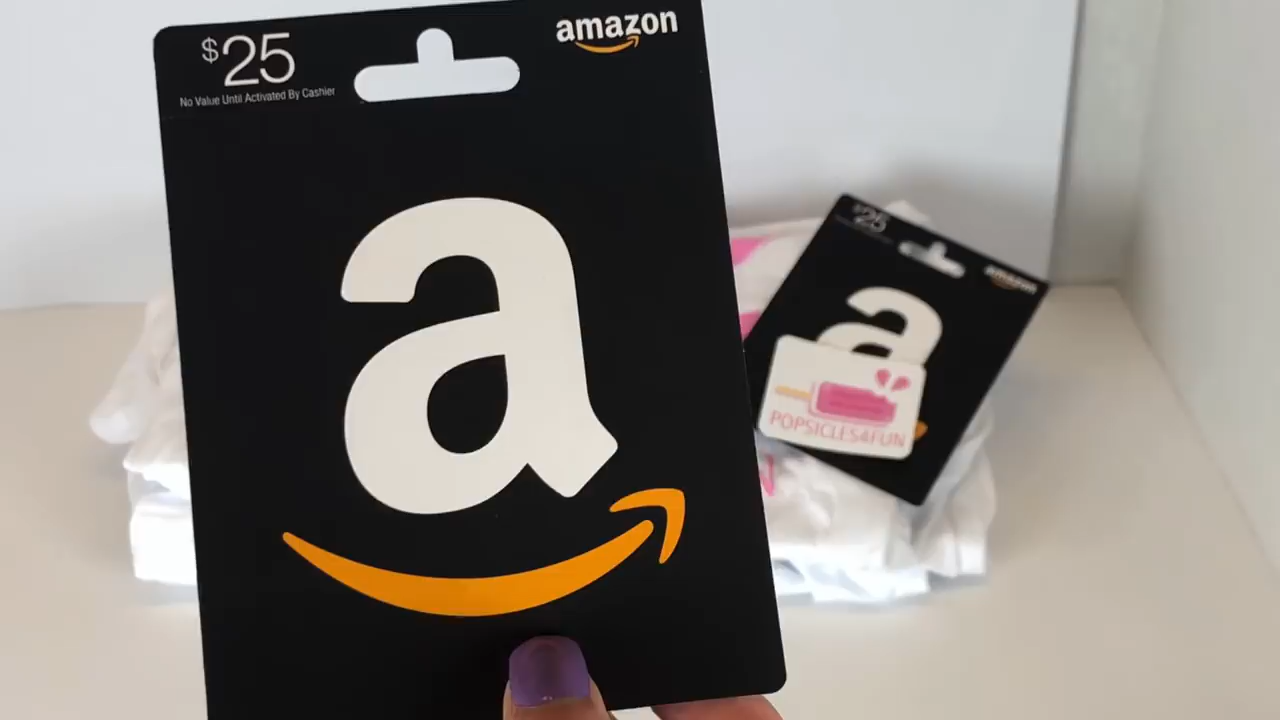 $25
No Value Until Activated By Cashier
amazon
a
$25
amazon
a
POPSICLES4FUN